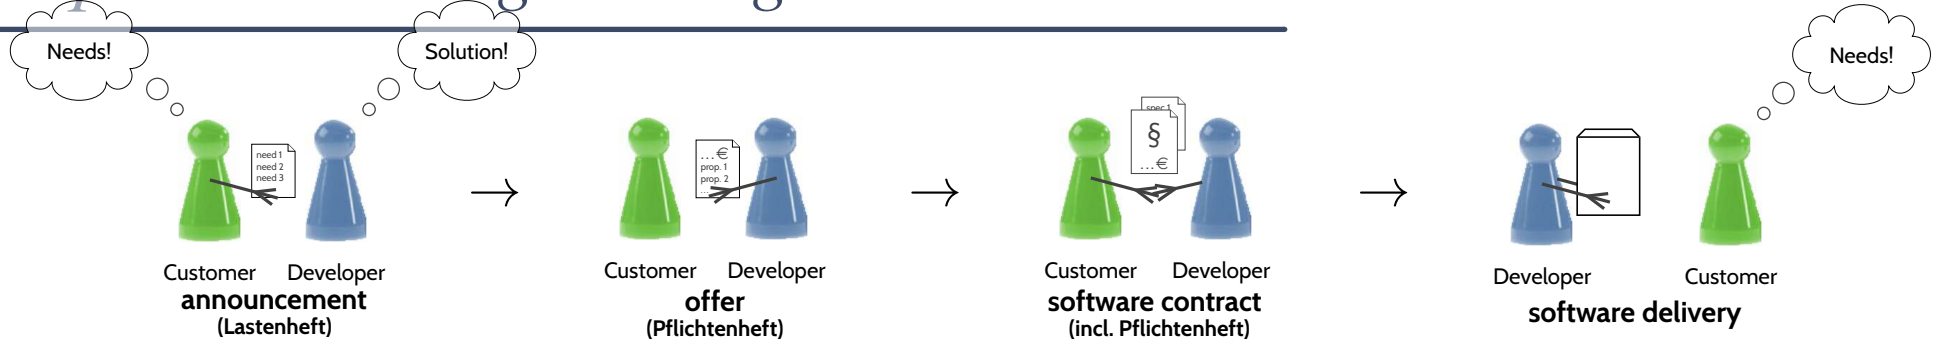 Needs!
Solution!
Needs!
need 1
need 2
need 3
... €
prop. 1
prop. 2
...
spec 1
§
... €
Customer Developer
announcement
(Lastenheft)
Customer Developer
offer
(Pflichtenheft)
Customer Developer
software contract
(incl. Pflichtenheft)
Developer Customer
software delivery